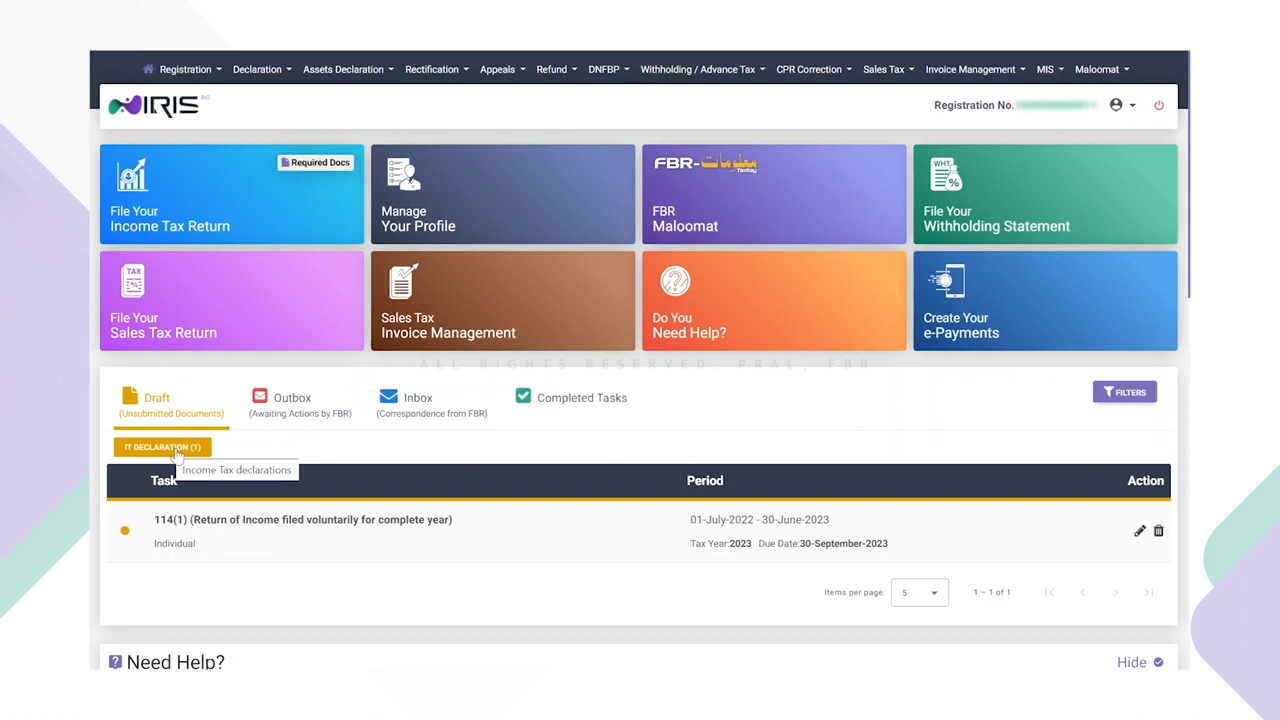 Registration Declaration Assets Declaration Rectification Appeals Refund DNFBP Withholding / Advance Tax CPR Correction Sales Tax Invoice Management MIS Maloomat
IRIS 2.0
Registration No.
Required Docs
File Your
Income Tax Return
Manage
Your Profile
FBR-معلومات
TaxRay
FBR
Maloomat
WHT
%
File Your
Withholding Statement
TAX
%
File Your
Sales Tax Return
Sales Tax
Invoice Management
?
Do You
Need Help?
Create Your
e-Payments
ALL RIGHTS RESERVED. PRAL, FBR
Draft
(Unsubmitted Documents)
Outbox
(Awaiting Actions by FBR)
Inbox
(Correspondence from FBR)
Completed Tasks
FILTERS
IT DECLARATION (1)
Income Tax declarations
Task Period Action
114(1) (Return of Income filed voluntarily for complete year)
Individual
01-July-2022 - 30-June-2023
Tax Year:2023 Due Date:30-September-2023
Items per page: 5 1 – 1 of 1
? Need Help?
Hide